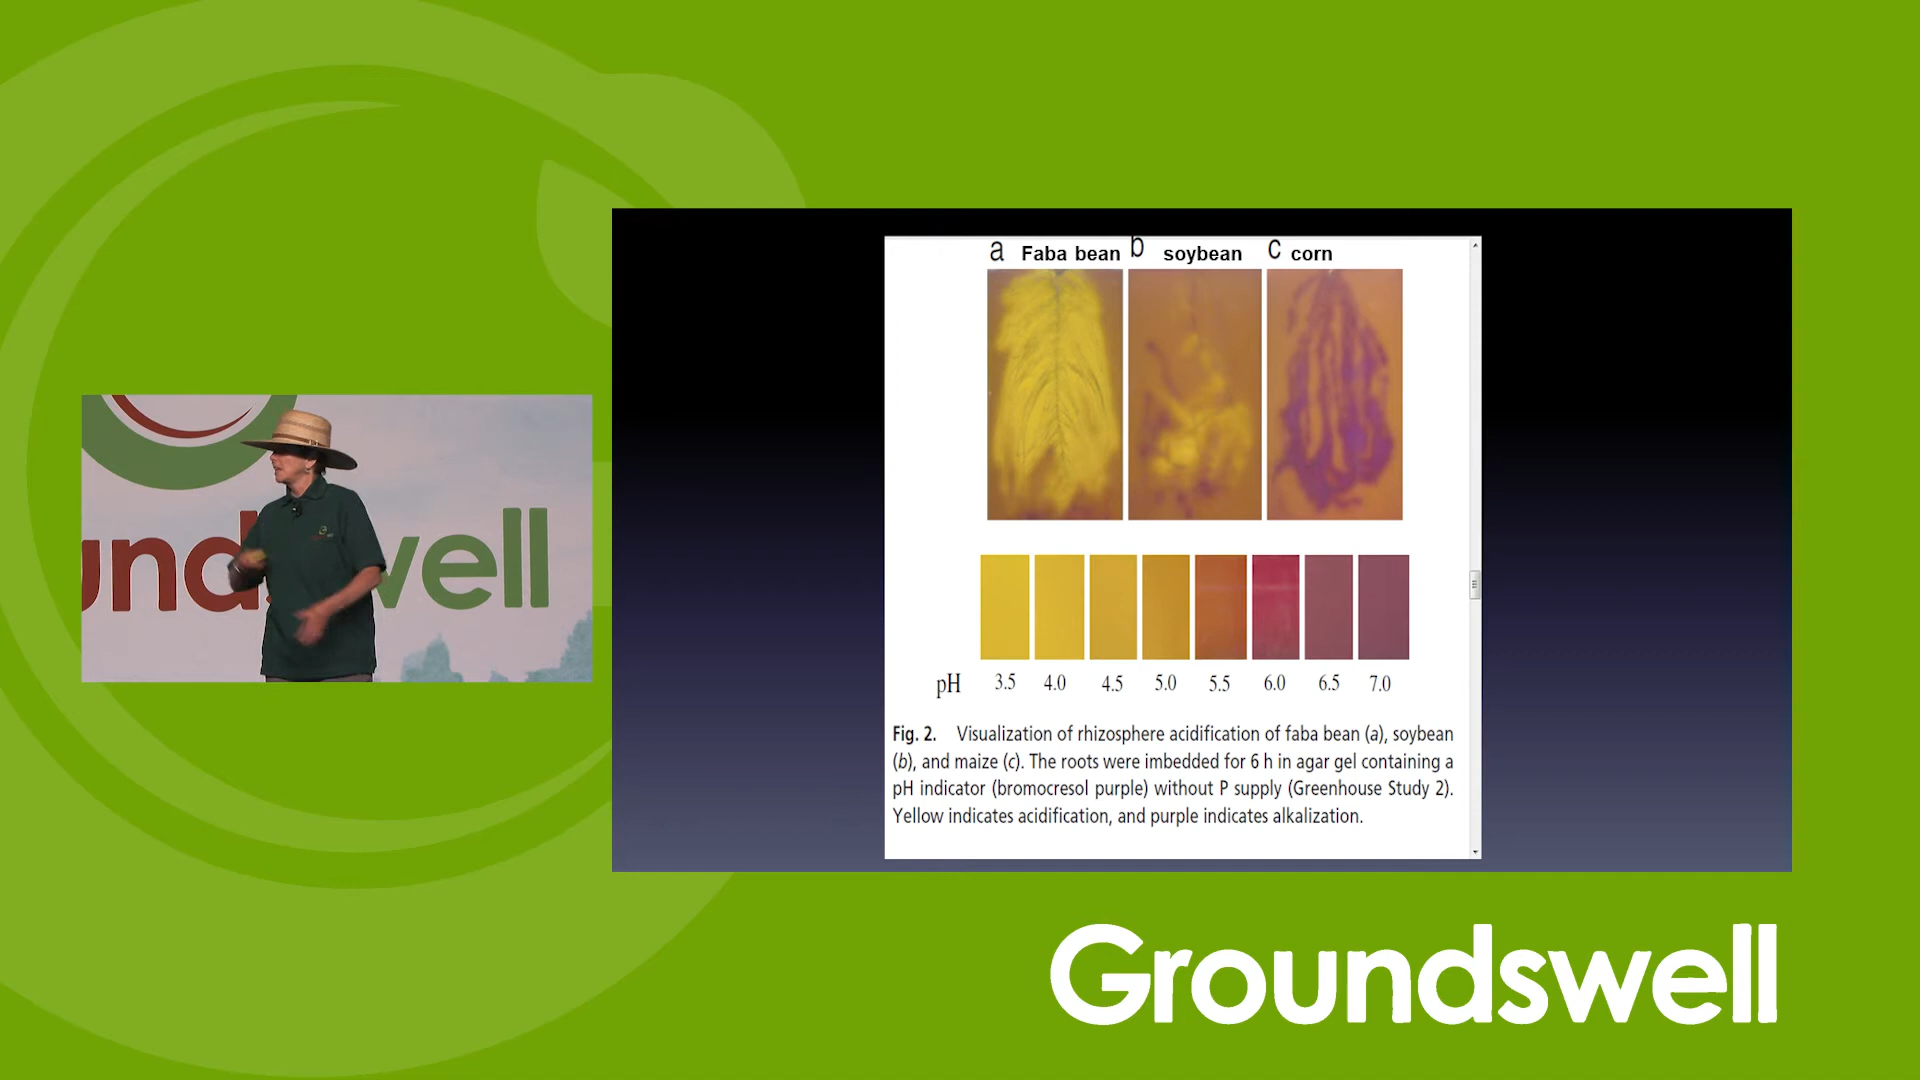 a Faba bean b soybean c corn
pH 3.5 4.0 4.5 5.0 5.5 6.0 6.5 7.0
Fig. 2. Visualization of rhizosphere acidification of faba bean (a), soybean
(b), and maize (c). The roots were imbedded for 6 h in agar gel containing a
pH indicator (bromocresol purple) without P supply (Greenhouse Study 2).
Yellow indicates acidification, and purple indicates alkalization.
well
Groundswell